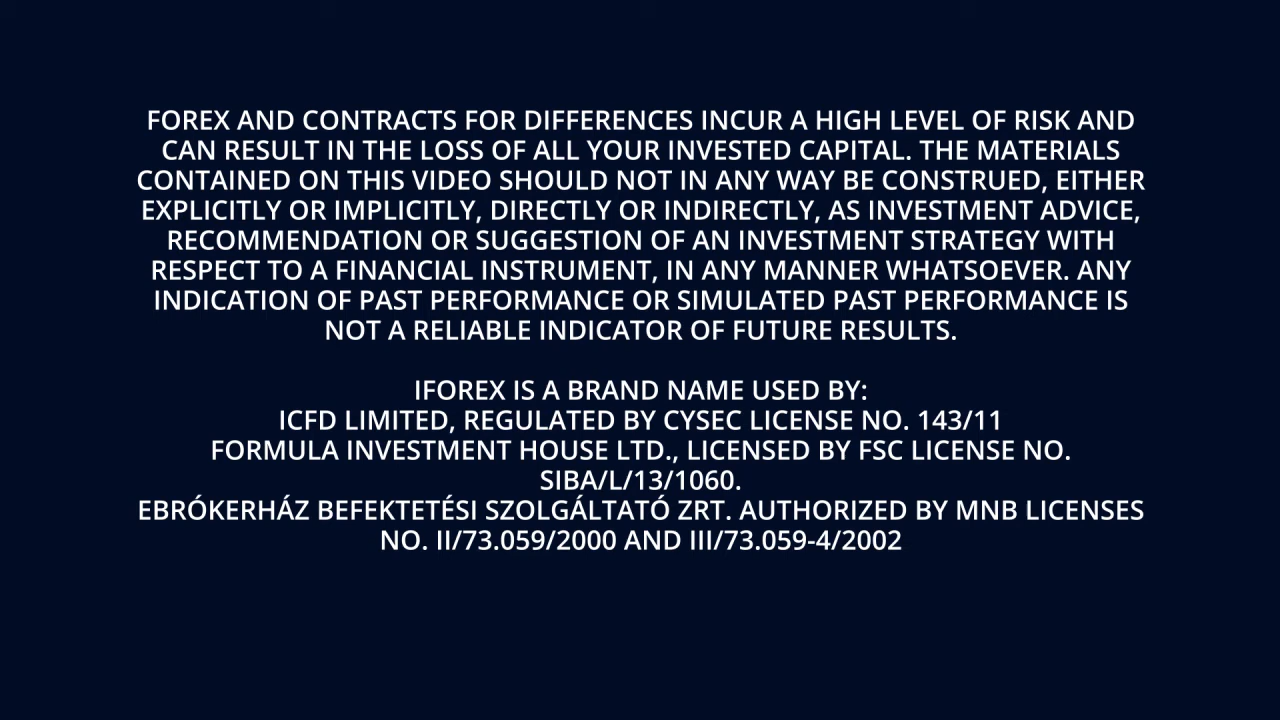 FOREX AND CONTRACTS FOR DIFFERENCES INCUR A HIGH LEVEL OF RISK AND
CAN RESULT IN THE LOSS OF ALL YOUR INVESTED CAPITAL. THE MATERIALS
CONTAINED ON THIS VIDEO SHOULD NOT IN ANY WAY BE CONSTRUED, EITHER
EXPLICITLY OR IMPLICITLY, DIRECTLY OR INDIRECTLY, AS INVESTMENT ADVICE,
RECOMMENDATION OR SUGGESTION OF AN INVESTMENT STRATEGY WITH
RESPECT TO A FINANCIAL INSTRUMENT, IN ANY MANNER WHATSOEVER. ANY
INDICATION OF PAST PERFORMANCE OR SIMULATED PAST PERFORMANCE IS
NOT A RELIABLE INDICATOR OF FUTURE RESULTS.
IFOREX IS A BRAND NAME USED BY:
ICFD LIMITED, REGULATED BY CYSEC LICENSE NO. 143/11
FORMULA INVESTMENT HOUSE LTD., LICENSED BY FSC LICENSE NO.
SIBA/L/13/1060.
EBRÓKERHÁZ BEFEKTETÉSI SZOLGÁLTATÓ ZRT. AUTHORIZED BY MNB LICENSES
NO. II/73.059/2000 AND III/73.059-4/2002